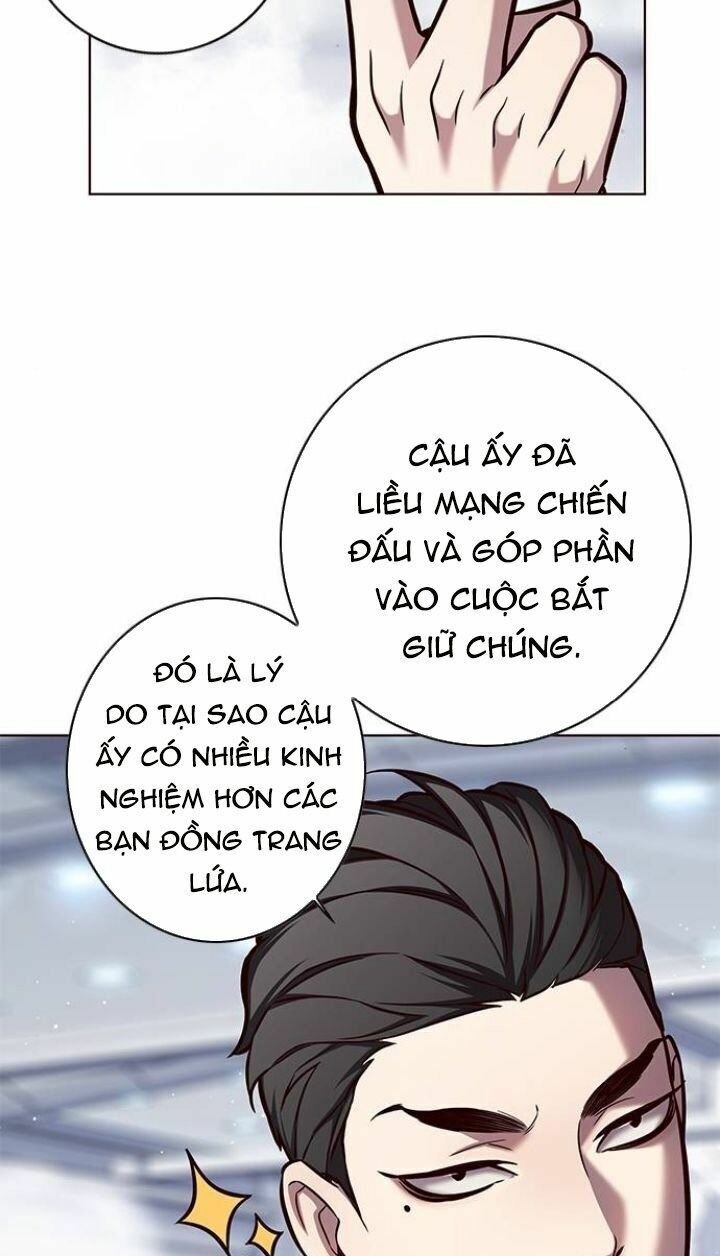 CẬU ẤY ĐÃ
LIỀU MẠNG CHIẾN
ĐẤU VÀ GÓP PHẦN
VÀO CUỘC BẮT
GIỮ CHÚNG.
ĐÓ LÀ LÝ
DO TẠI SAO CẬU
ẤY CÓ NHIỀU KINH
NGHIỆM HƠN CÁC
BẠN ĐỒNG TRANG
LỨA.